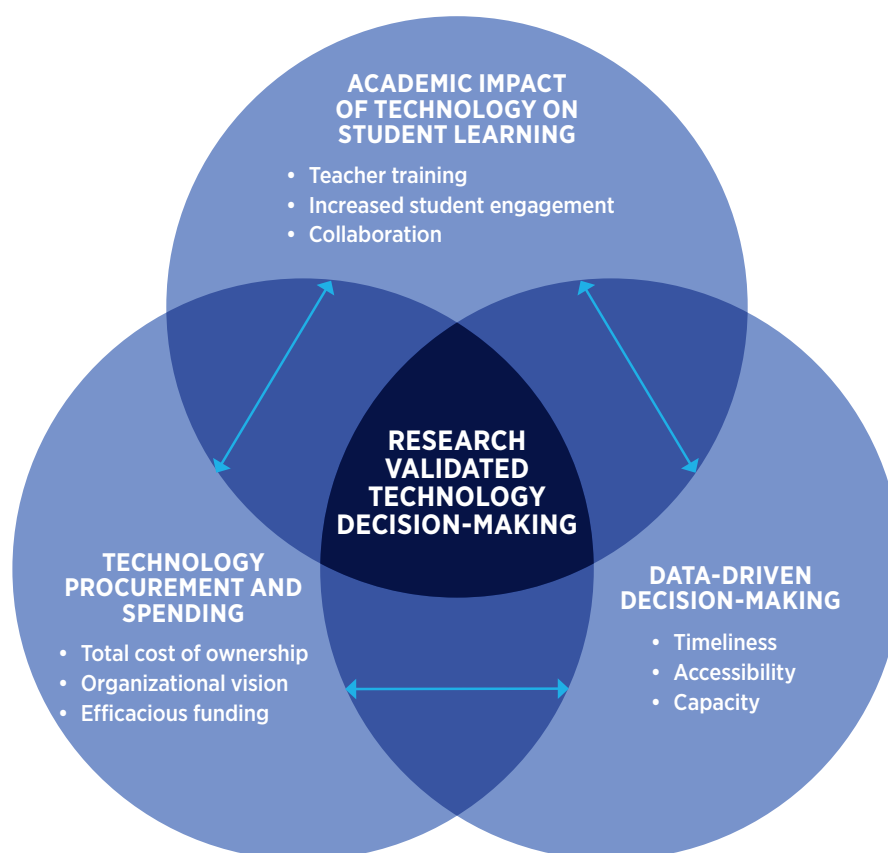 ACADEMIC IMPACT
OF TECHNOLOGY ON
STUDENT LEARNING
• Teacher training
• Increased student engagement
• Collaboration
RESEARCH
VALIDATED
TECHNOLOGY
DECISION-MAKING
TECHNOLOGY
PROCUREMENT AND
SPENDING
• Total cost of ownership
• Organizational vision
• Efficacious funding
DATA-DRIVEN
DECISION-MAKING
• Timeliness
• Accessibility
• Capacity